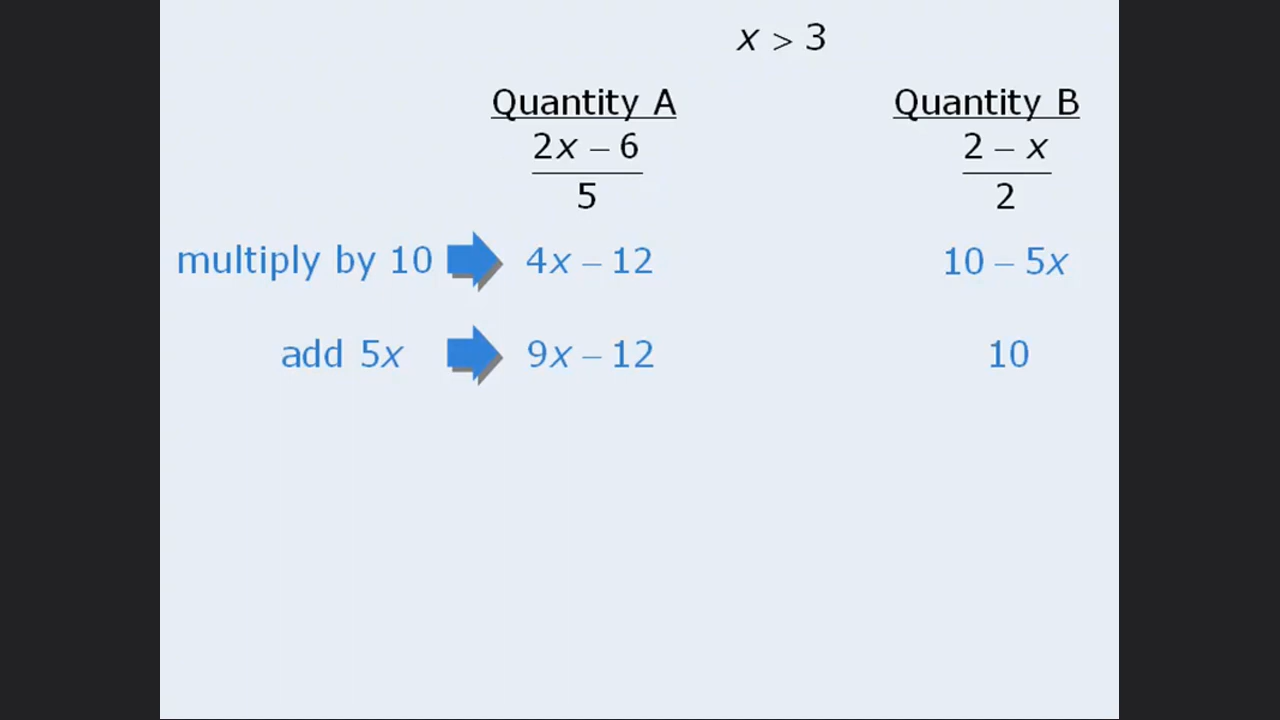 x > 3
Quantity A Quantity B
2x – 6 2 – x
5 2
multiply by 10 4x – 12 10 – 5x
add 5x 9x – 12 10